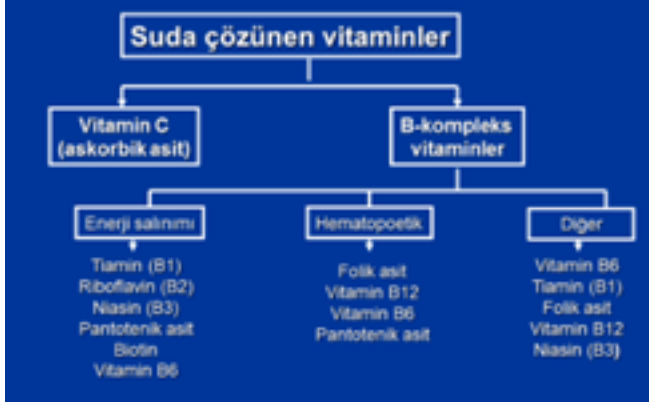 Suda çözünen vitaminler
Vitamin C
(askorbik asit)
B-kompleks
vitaminler
Enerji salınımı
Tiamin (B1)
Riboflavin (B2)
Niasin (B3)
Pantotenik asit
Biotin
Vitamin B6
Hematopoetik
Folik asit
Vitamin B12
Vitamin B6
Pantotenik asit
Diğer
Vitamin B6
Tiamin (B1)
Folik asit
Vitamin B12
Niasin (B3)